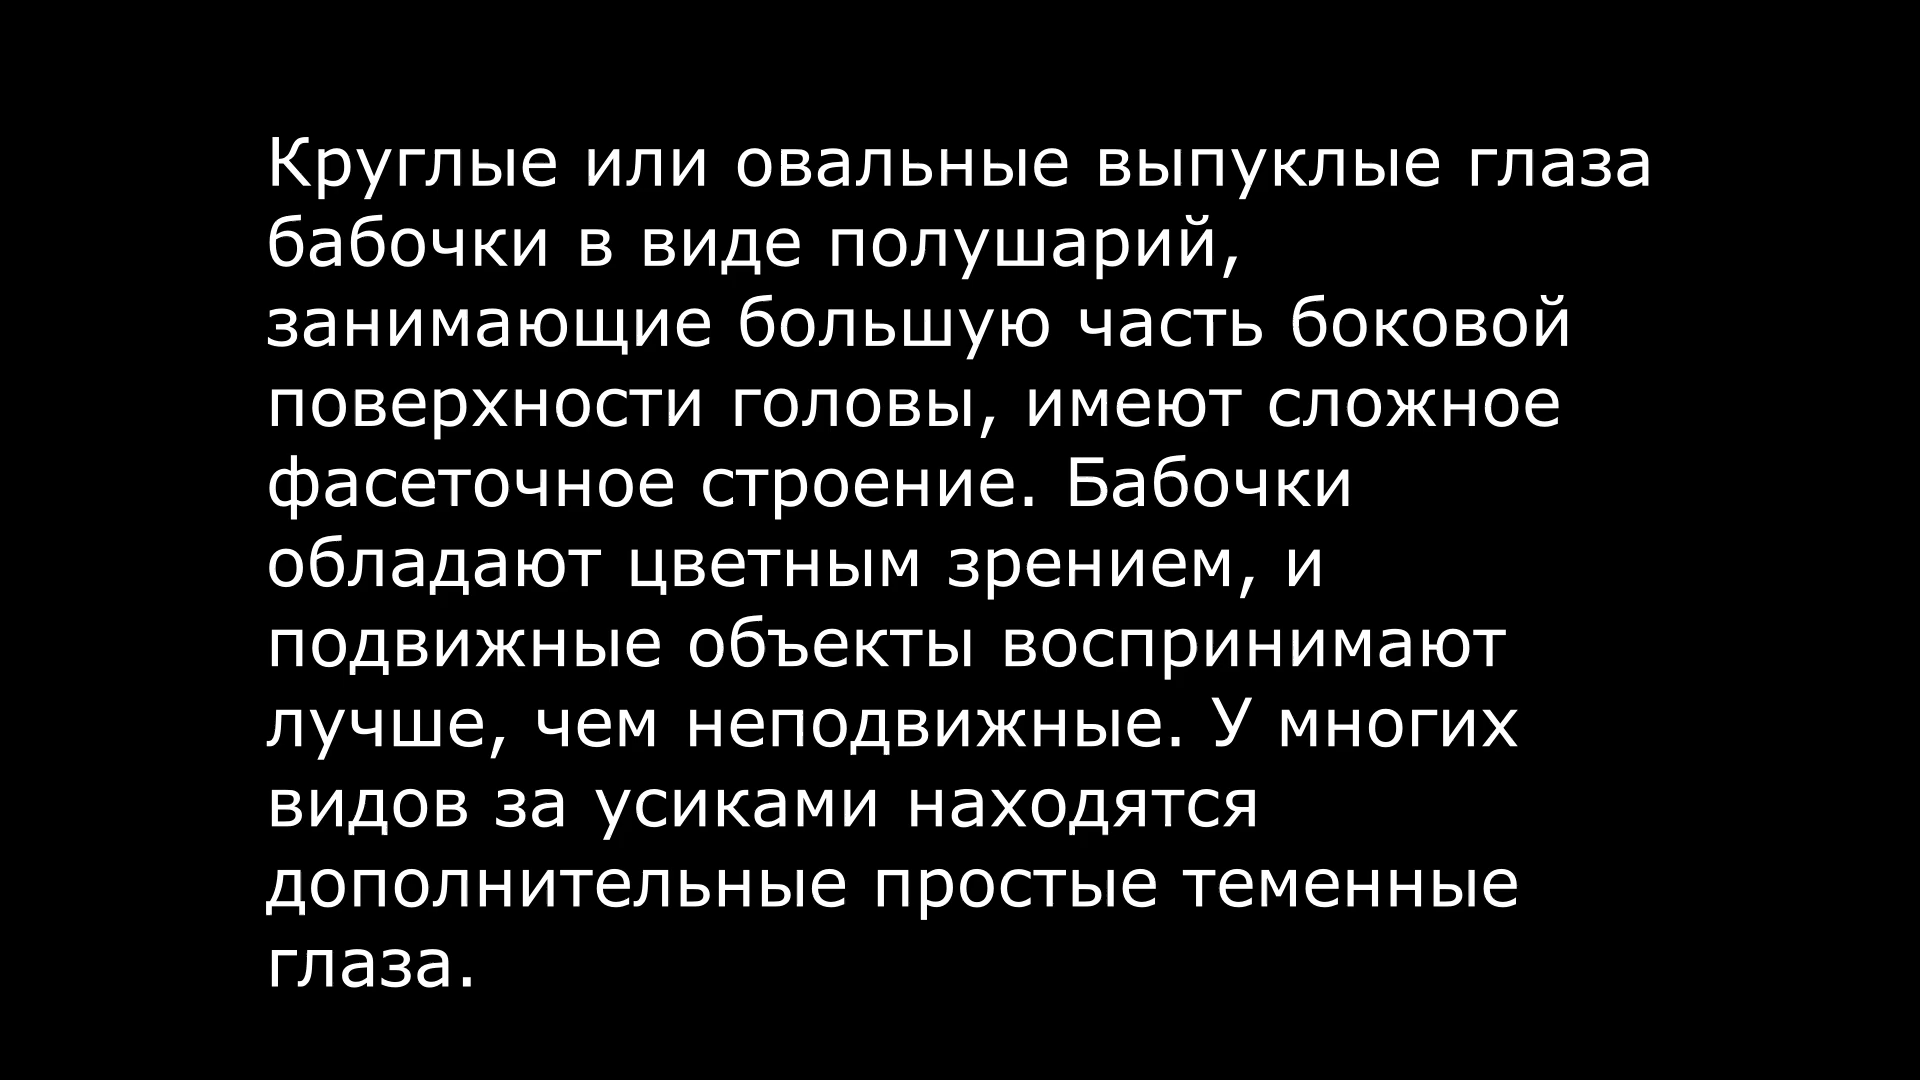 Круглые или овальные выпуклые глаза
бабочки в виде полушарий,
занимающие большую часть боковой
поверхности головы, имеют сложное
фасеточное строение. Бабочки
обладают цветным зрением, и
подвижные объекты воспринимают
лучше, чем неподвижные. У многих
видов за усиками находятся
дополнительные простые теменные
глаза.